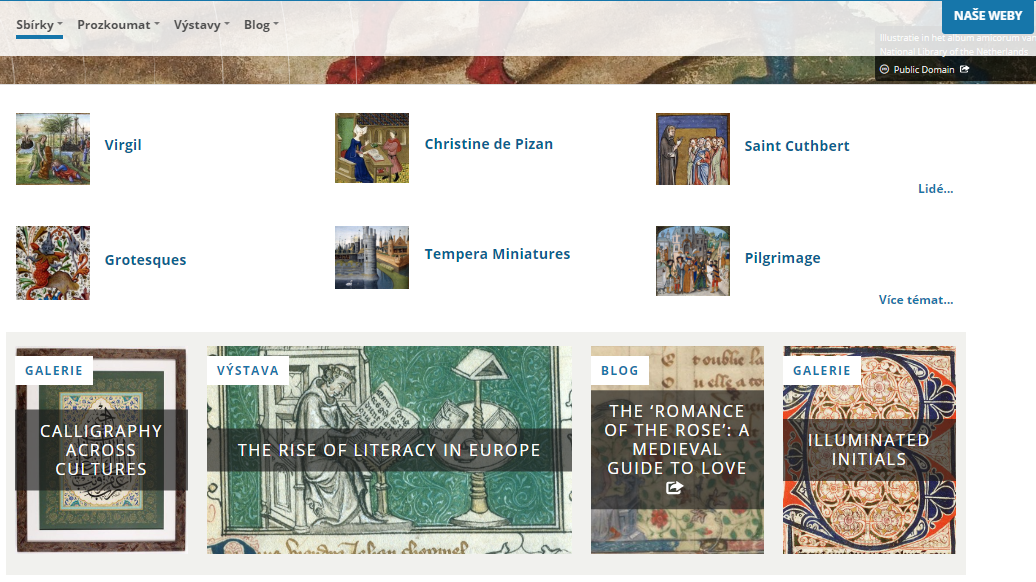 Sbírky Prozkoumat Výstavy Blog
NAŠE WEBY
Illustratie in het album amicorum van
National Library of the Netherlands
Public Domain
Virgil
Christine de Pizan
Saint Cuthbert
Lidé...
Grotesques
Tempera Miniatures
Pilgrimage
Více témat...
GALERIE
CALLIGRAPHY
ACROSS
CULTURES
VÝSTAVA
THE RISE OF LITERACY IN EUROPE
BLOG
THE ‘ROMANCE
OF THE ROSE’: A
MEDIEVAL
GUIDE TO LOVE
GALERIE
ILLUMINATED
INITIALS